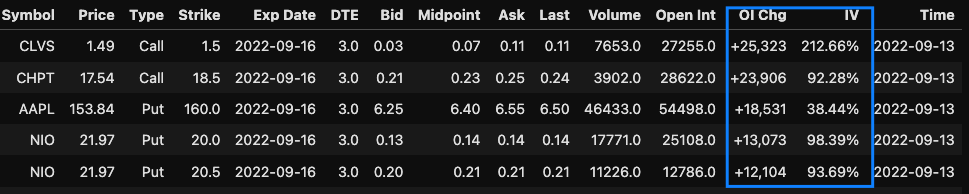 Symbol Price Type Strike Exp Date DTE Bid Midpoint Ask Last Volume Open Int OI Chg IV Time
CLVS 1.49 Call 1.5 2022-09-16 3.0 0.03 0.07 0.11 0.11 7653.0 27255.0 +25,323 212.66% 2022-09-13
CHPT 17.54 Call 18.5 2022-09-16 3.0 0.21 0.23 0.25 0.24 3902.0 28622.0 +23,906 92.28% 2022-09-13
AAPL 153.84 Put 160.0 2022-09-16 3.0 6.25 6.40 6.55 6.50 46433.0 54498.0 +18,531 38.44% 2022-09-13
NIO 21.97 Put 20.0 2022-09-16 3.0 0.13 0.14 0.14 0.14 17771.0 25108.0 +13,073 98.39% 2022-09-13
NIO 21.97 Put 20.5 2022-09-16 3.0 0.20 0.21 0.21 0.21 11226.0 12786.0 +12,104 93.69% 2022-09-13